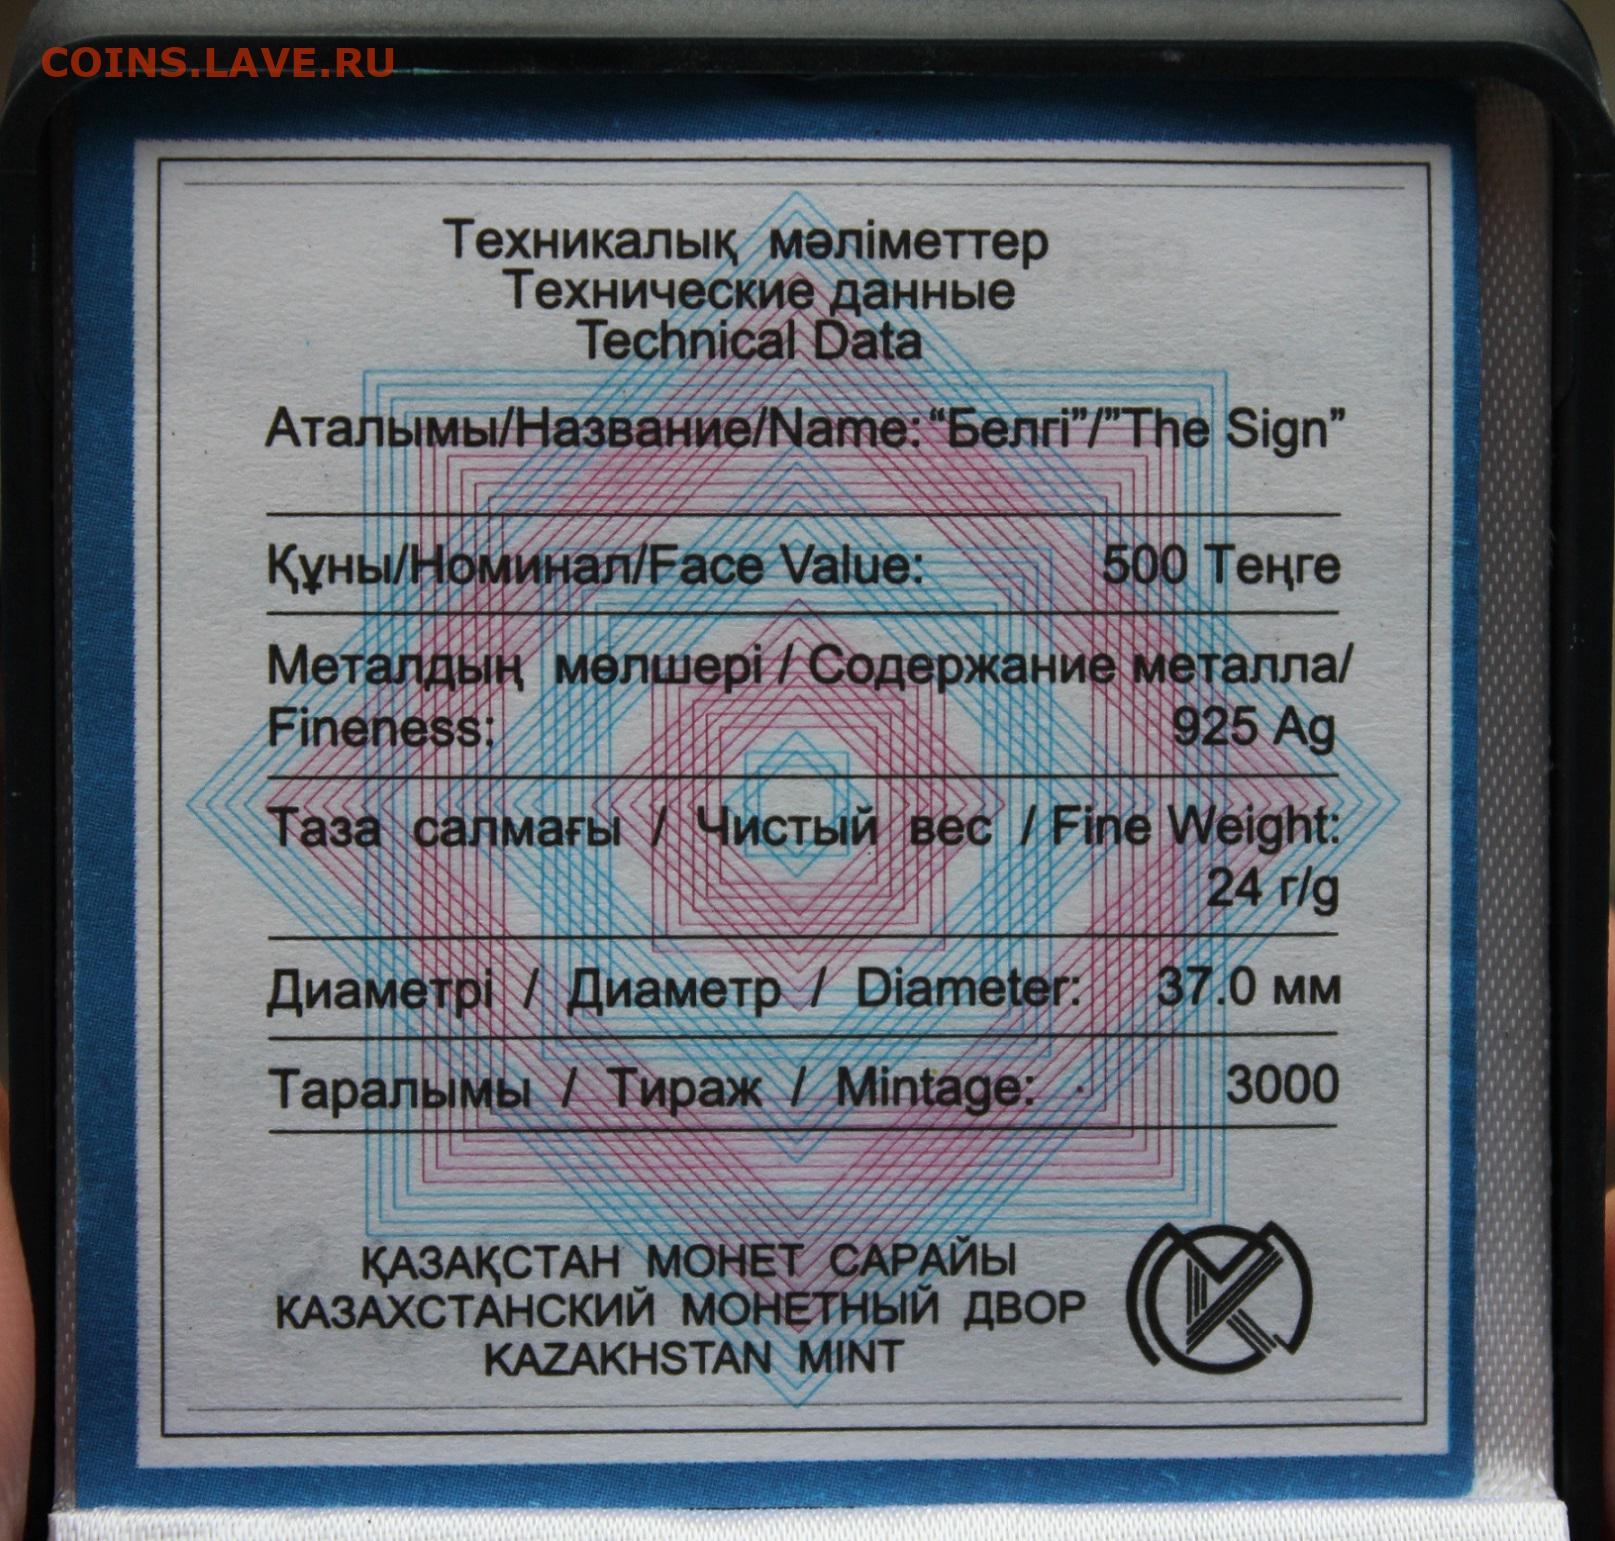 COINS.LAVE.RU
Техникалық мәліметтер
Технические данные
Technical Data
Аталымы/Название/Name: “Белгі”/”The Sign”
Құны/Номинал/Face Value: 500 Теңге
Металдың мөлшері / Содержание металла/
Fineness: 925 Ag
Таза салмағы / Чистый вес / Fine Weight:
24 г/g
Диаметрі / Диаметр / Diameter: 37.0 мм
Таралымы / Тираж / Mintage: 3000
ҚАЗАҚСТАН МОНЕТ САРАЙЫ
КАЗАХСТАНСКИЙ МОНЕТНЫЙ ДВОР
KAZAKHSTAN MINT